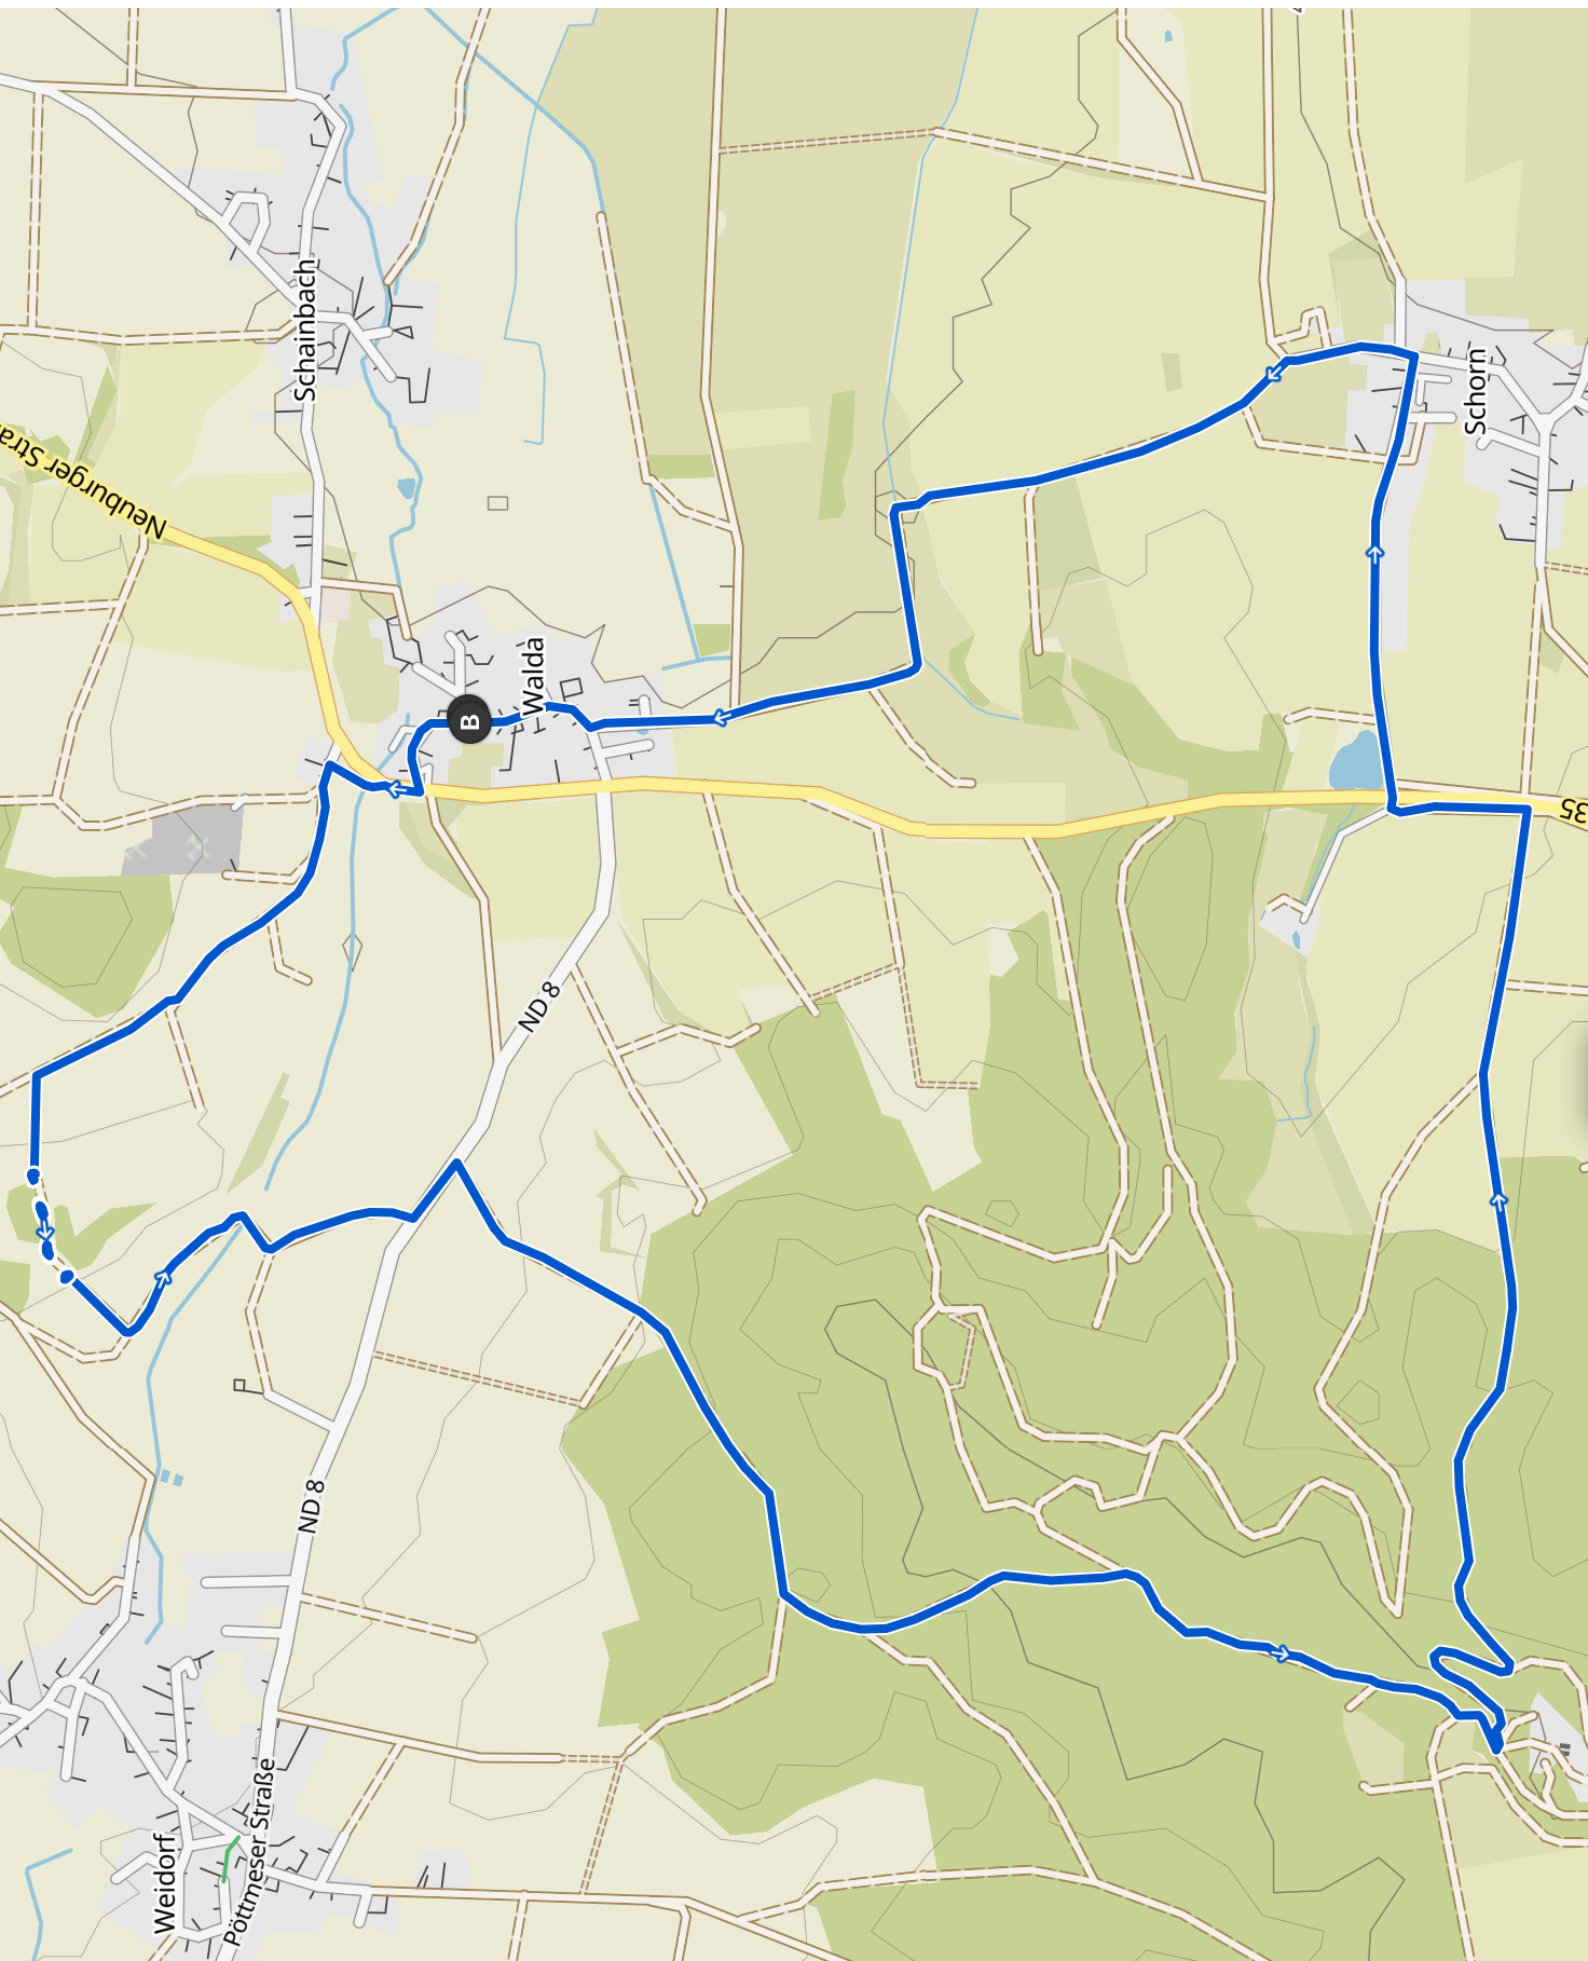 Schainbach
Schorn
Neuburger Stra
Walda
B
35
ND 8
ND 8
Weidorf
Pöttmeser Straße